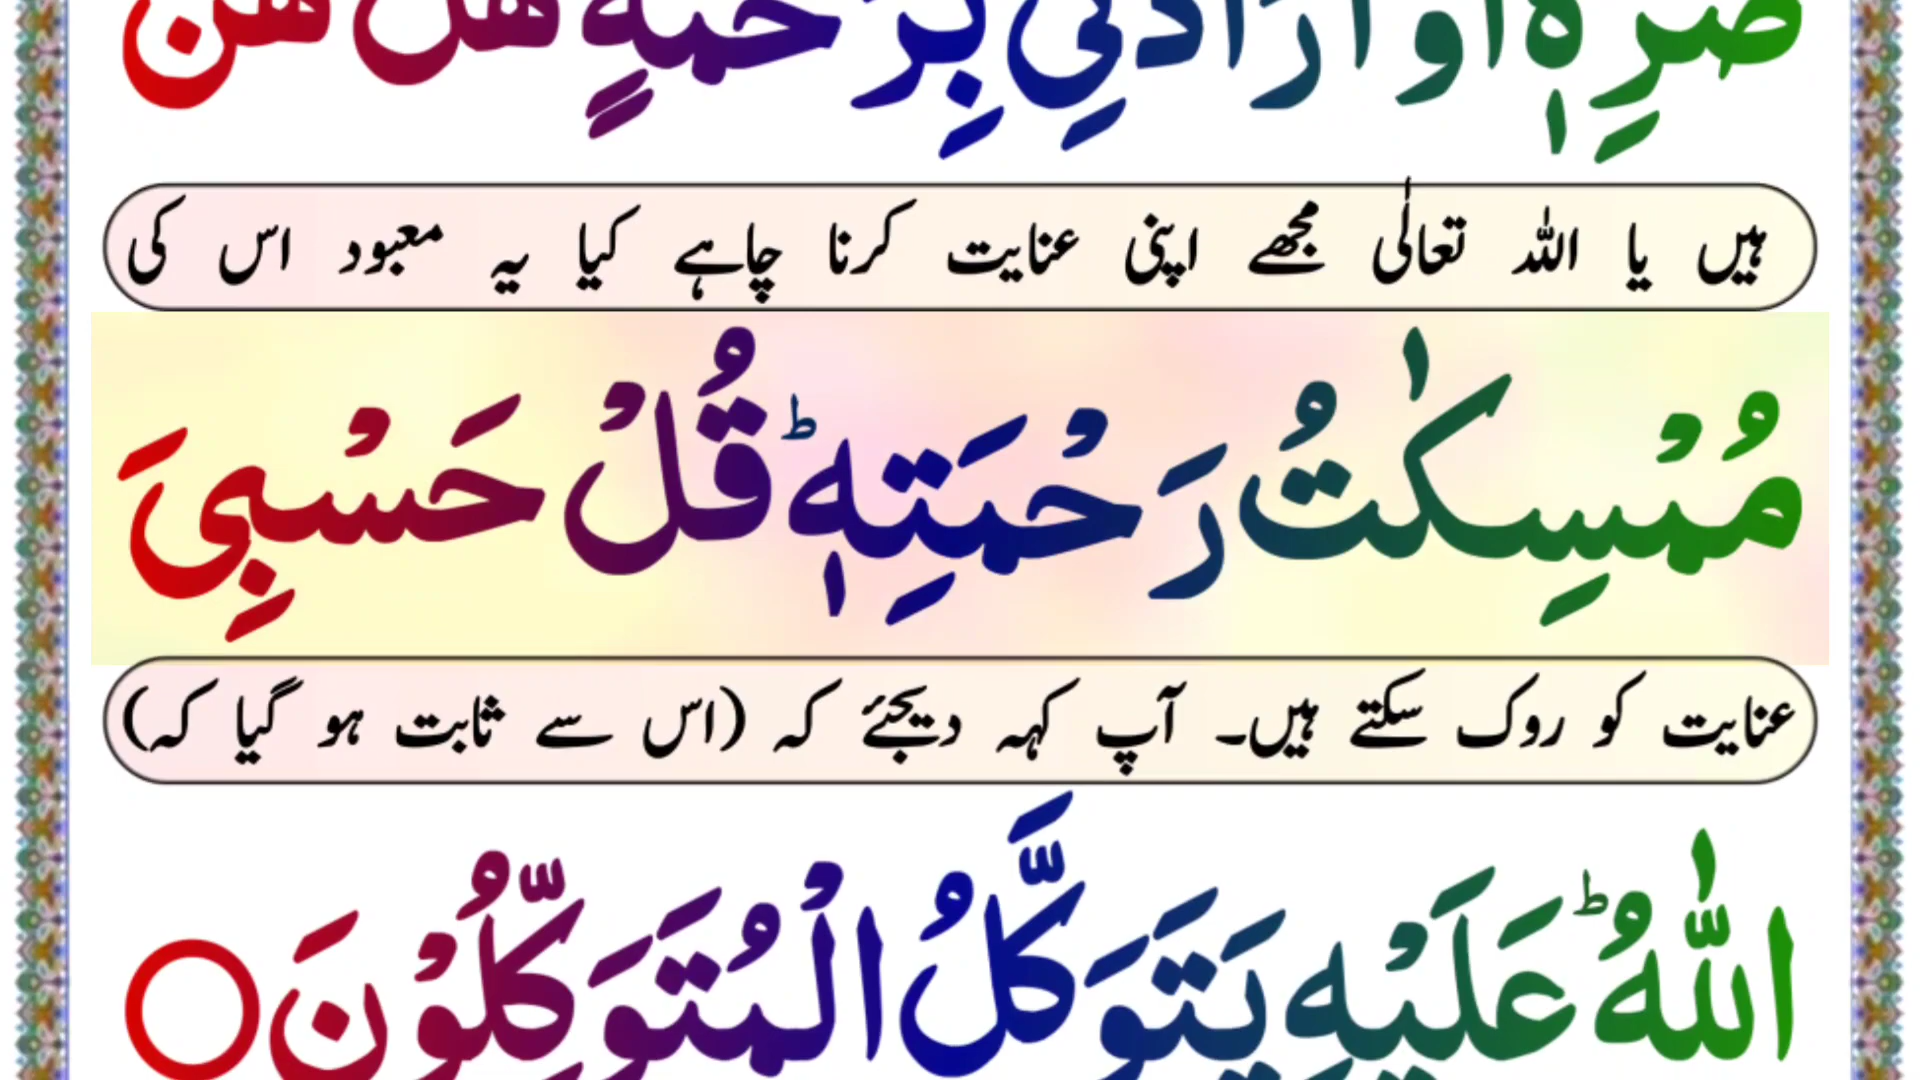 ضُرِّهٖۤ اَوْ اَرَادَنِیْ بِرَحْمَةٍ هَلْ هُنَّ
ہیں یا اللہ تعالٰی مجھے اپنی عنایت کرنا چاہے کیا یہ معبود اس کی
مُمْسِكٰتُ رَحْمَتِهٖ ؕ قُلْ حَسْبِیَ
عنایت کو روک سکتے ہیں۔ آپ کہہ دیجئے کہ (اس سے ثابت ہو گیا کہ)
اللّٰهُ ؕ عَلَیْهِ یَتَوَكَّلُ الْمُتَوَكِّلُوْنَ ○